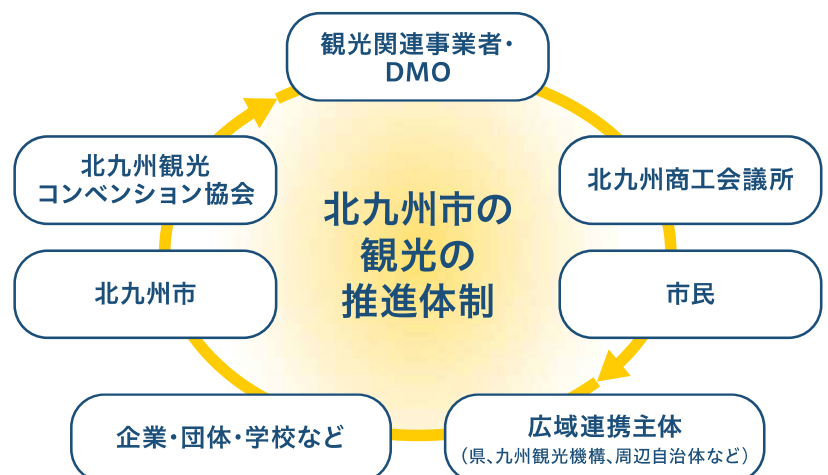 観光関連事業者・
DMO
北九州観光
コンベンション協会
北九州商工会議所
北九州市の
観光の
推進体制
北九州市
市民
企業・団体・学校など
広域連携主体
(県、九州観光機構、周辺自治体など)